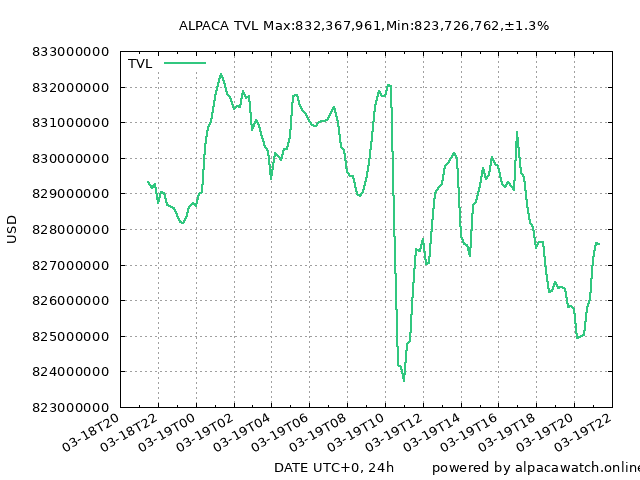 ALPACA TVL Max:832,367,961,Min:823,726,762,±1.3%
833000000
TVL
832000000
831000000
830000000
829000000
828000000
827000000
826000000
825000000
824000000
823000000
USD
03-18T20
03-18T22
03-19T00
03-19T02
03-19T04
03-19T06
03-19T08
03-19T10
03-19T12
03-19T14
03-19T16
03-19T18
03-19T20
03-19T22
DATE UTC+0, 24h
powered by alpacawatch.online